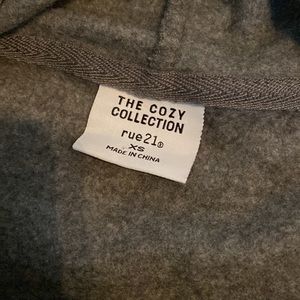 THE COZY
COLLECTION
rue21®
XS
MADE IN CHINA